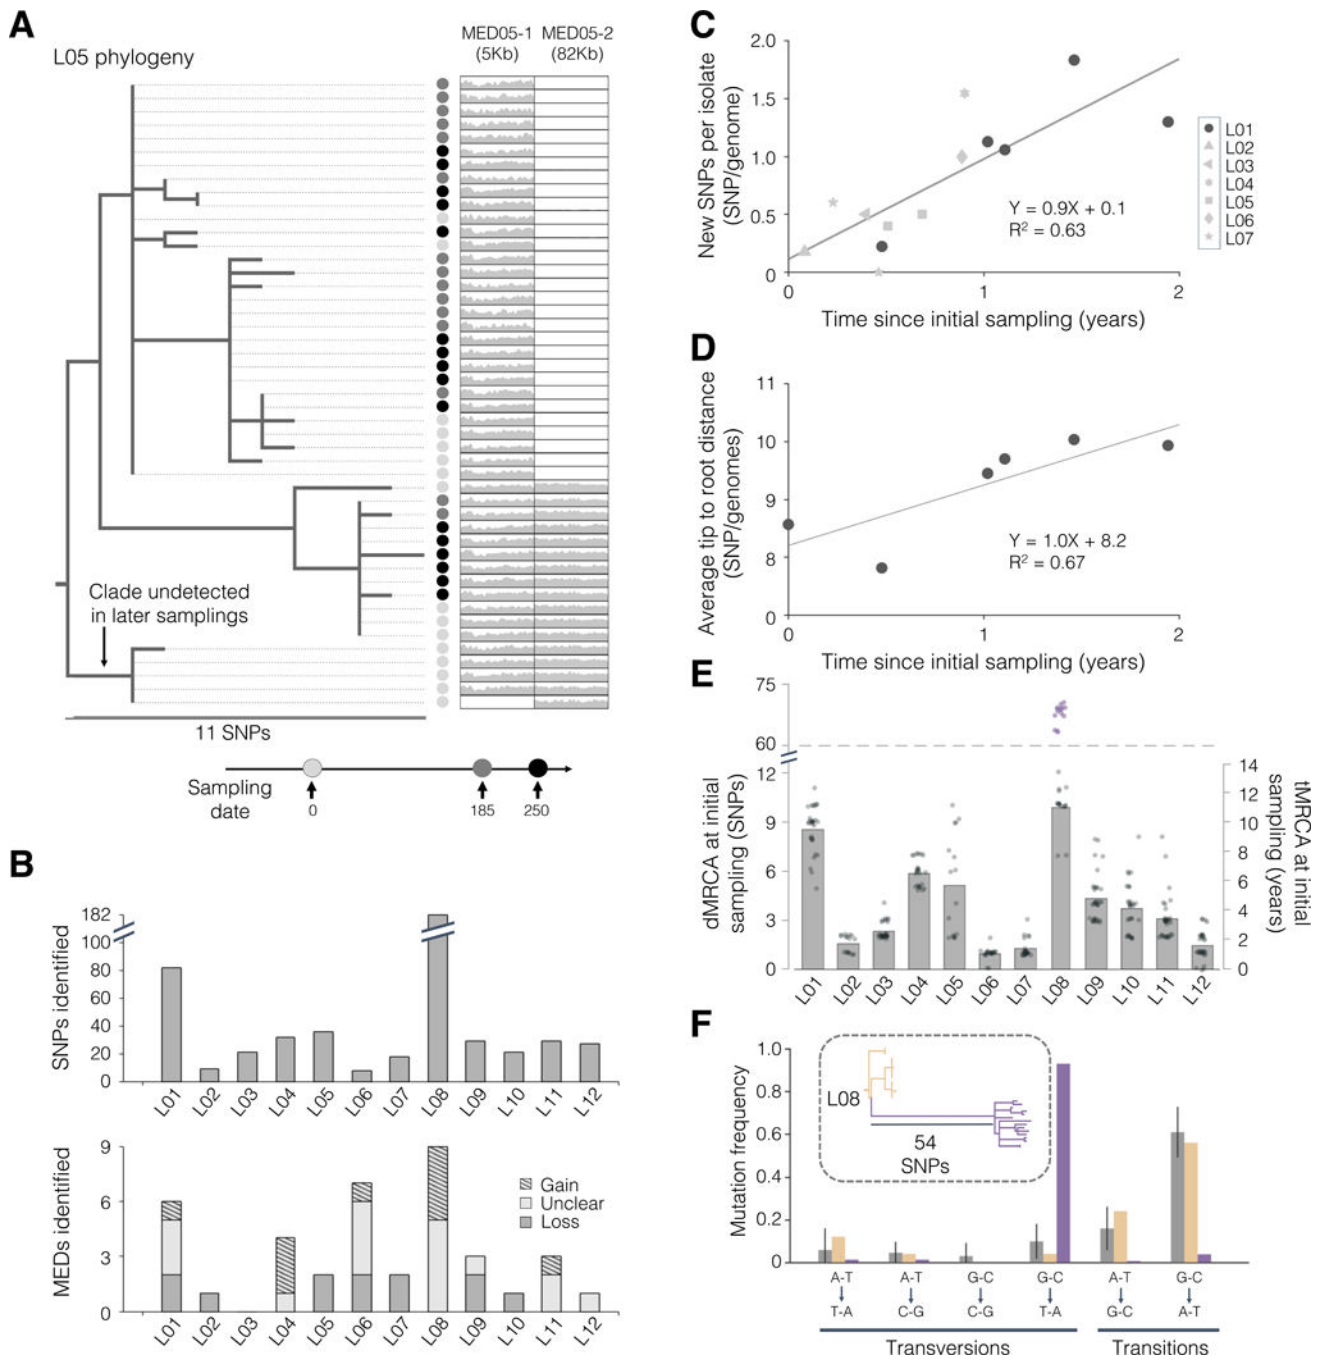 A
L05 phylogeny
MED05-1
(5Kb)
MED05-2
(82Kb)
Clade undetected
in later samplings
11 SNPs
Sampling
date
0
185
250
B
SNPs identified
182
100
80
60
40
20
0
L01
L02
L03
L04
L05
L06
L07
L08
L09
L10
L11
L12
MEDs identified
9
6
3
0
Gain
Unclear
Loss
L01
L02
L03
L04
L05
L06
L07
L08
L09
L10
L11
L12
C
New SNPs per isolate
(SNP/genome)
2.0
1.5
1.0
0.5
0
Y = 0.9X + 0.1
R² = 0.63
0
1
2
Time since initial sampling (years)
L01
L02
L03
L04
L05
L06
L07
D
Average tip to root distance
(SNP/genomes)
11
10
9
8
0
Y = 1.0X + 8.2
R² = 0.67
0
1
2
Time since initial sampling (years)
E
dMRCA at initial
sampling (SNPs)
75
60
12
9
6
3
0
14
12
10
8
6
4
2
0
tMRCA at initial
sampling (years)
L01
L02
L03
L04
L05
L06
L07
L08
L09
L10
L11
L12
F
Mutation frequency
1.0
0.8
0.6
0.4
0.2
0
L08
54
SNPs
A-T
A-T
G-C
G-C
A-T
G-C
T-A
C-G
C-G
T-A
G-C
A-T
Transversions
Transitions